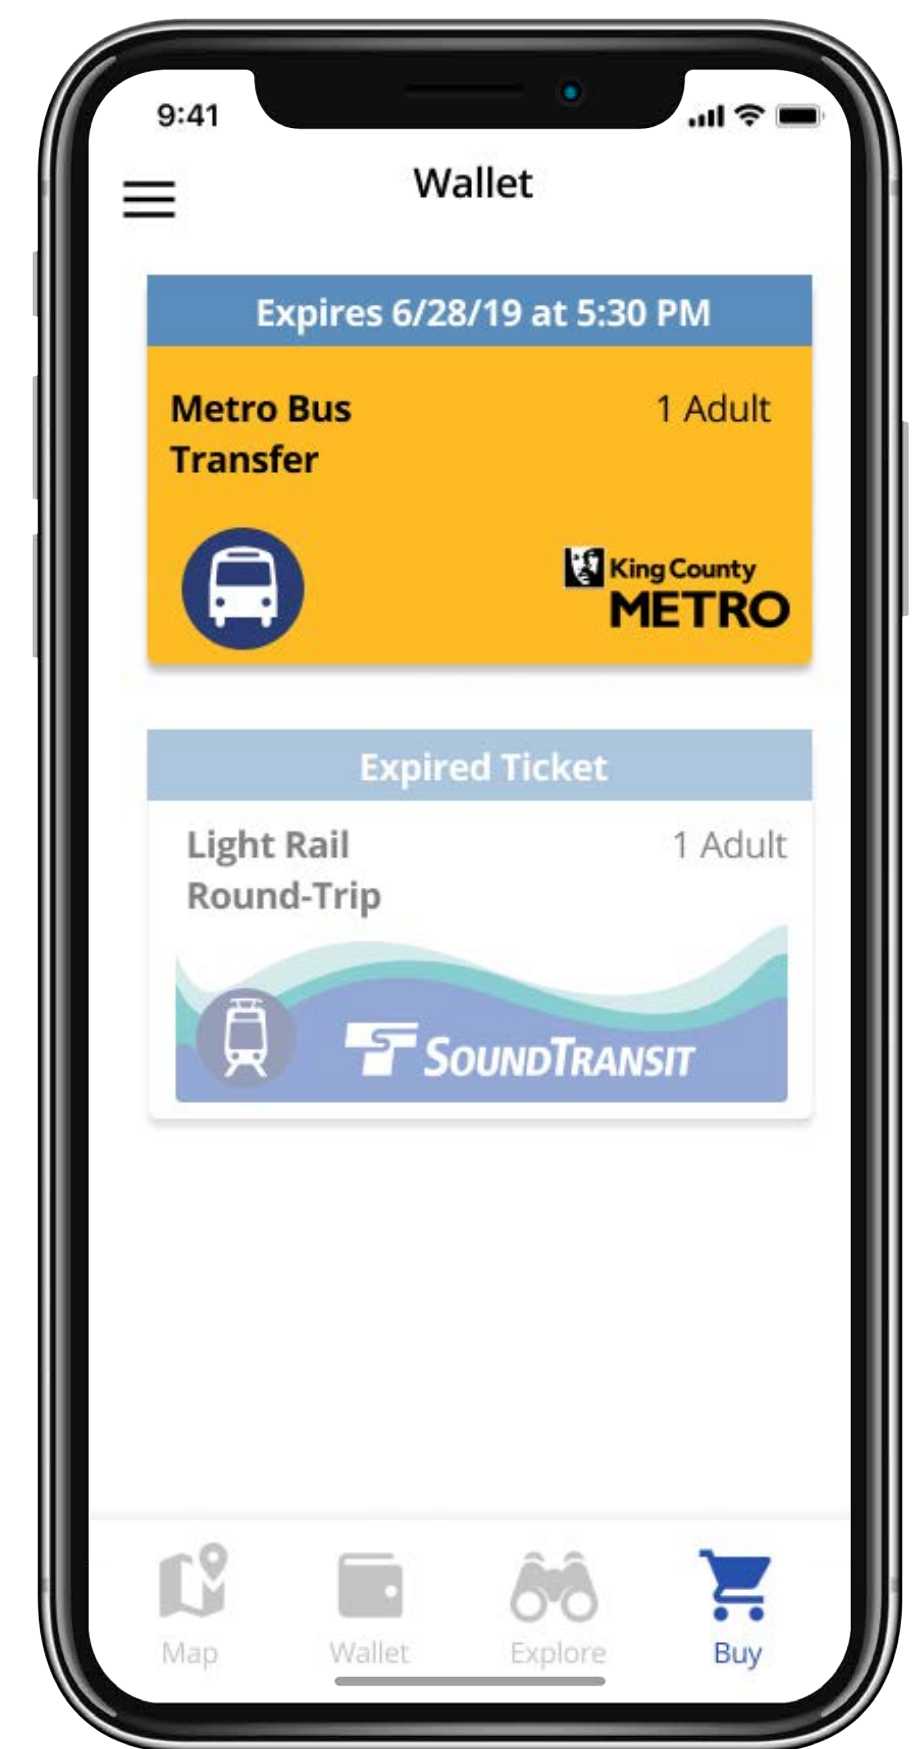 9:41
Wallet
Expires 6/28/19 at 5:30 PM
Metro Bus 1 Adult
Transfer
King County
METRO
Expired Ticket
Light Rail 1 Adult
Round-Trip
SOUNDTRANSIT
Map Wallet Explore Buy